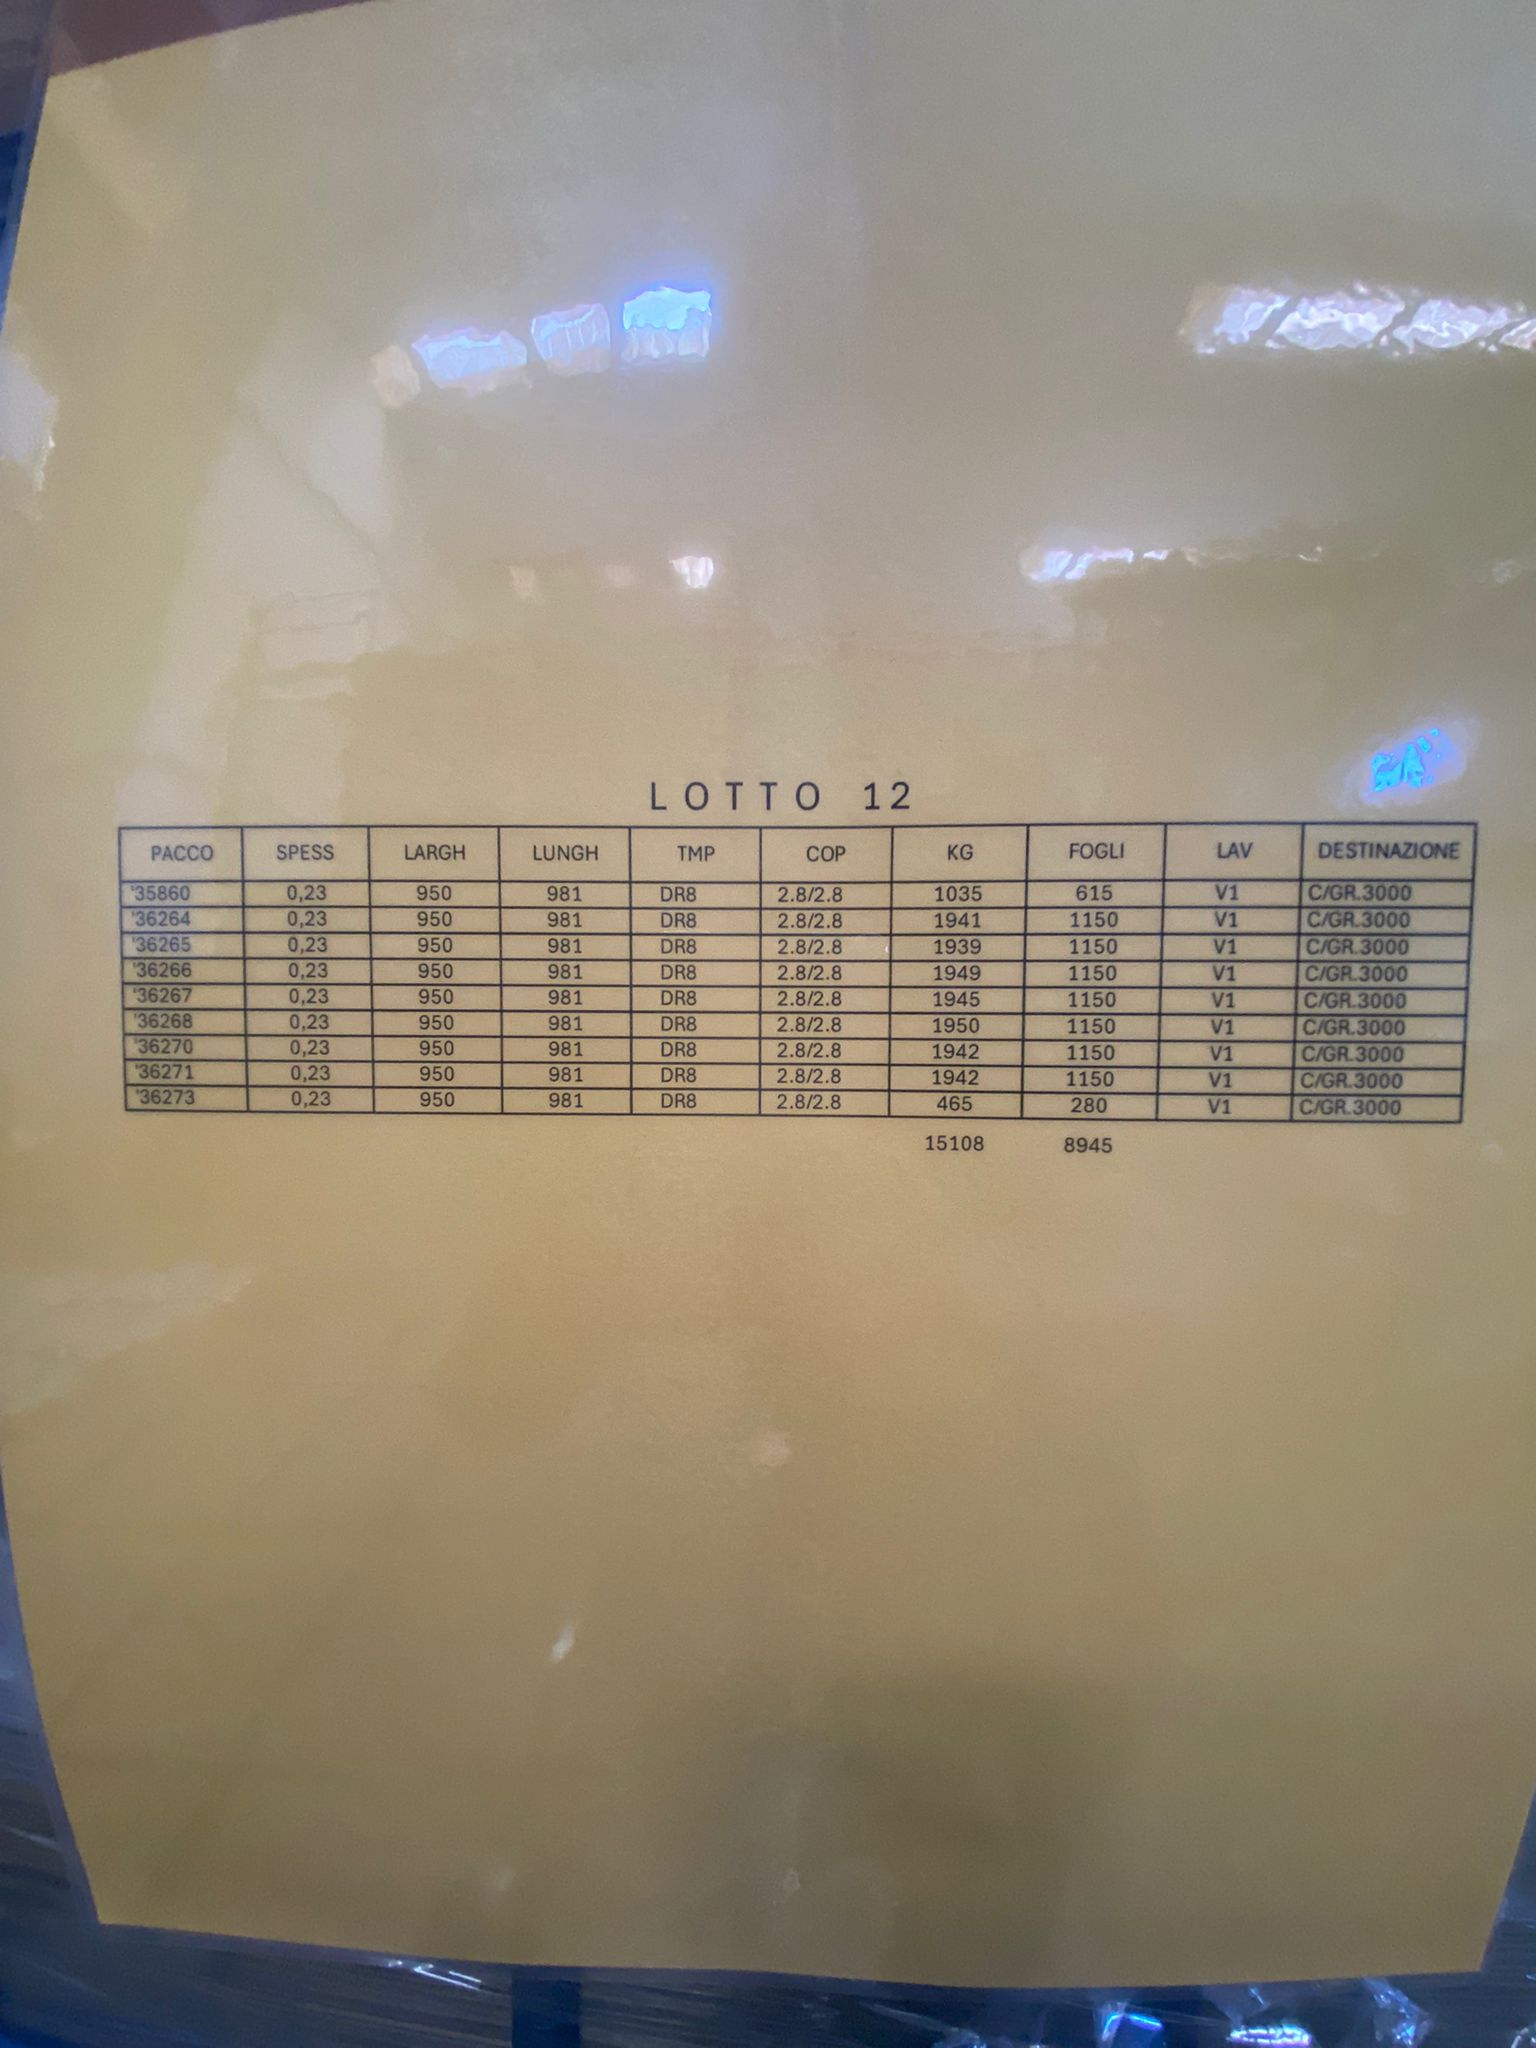 LOTTO 12
PACCO SPESS LARGH LUNGH TMP COP KG FOGLI LAV DESTINAZIONE
'35860 0,23 950 981 DR8 2.8/2.8 1035 615 V1 C/GR.3000
'36264 0,23 950 981 DR8 2.8/2.8 1941 1150 V1 C/GR.3000
'36265 0,23 950 981 DR8 2.8/2.8 1939 1150 V1 C/GR.3000
'36266 0,23 950 981 DR8 2.8/2.8 1949 1150 V1 C/GR.3000
'36267 0,23 950 981 DR8 2.8/2.8 1945 1150 V1 C/GR.3000
'36268 0,23 950 981 DR8 2.8/2.8 1950 1150 V1 C/GR.3000
'36270 0,23 950 981 DR8 2.8/2.8 1942 1150 V1 C/GR.3000
'36271 0,23 950 981 DR8 2.8/2.8 1942 1150 V1 C/GR.3000
'36273 0,23 950 981 DR8 2.8/2.8 465 280 V1 C/GR.3000
15108 8945